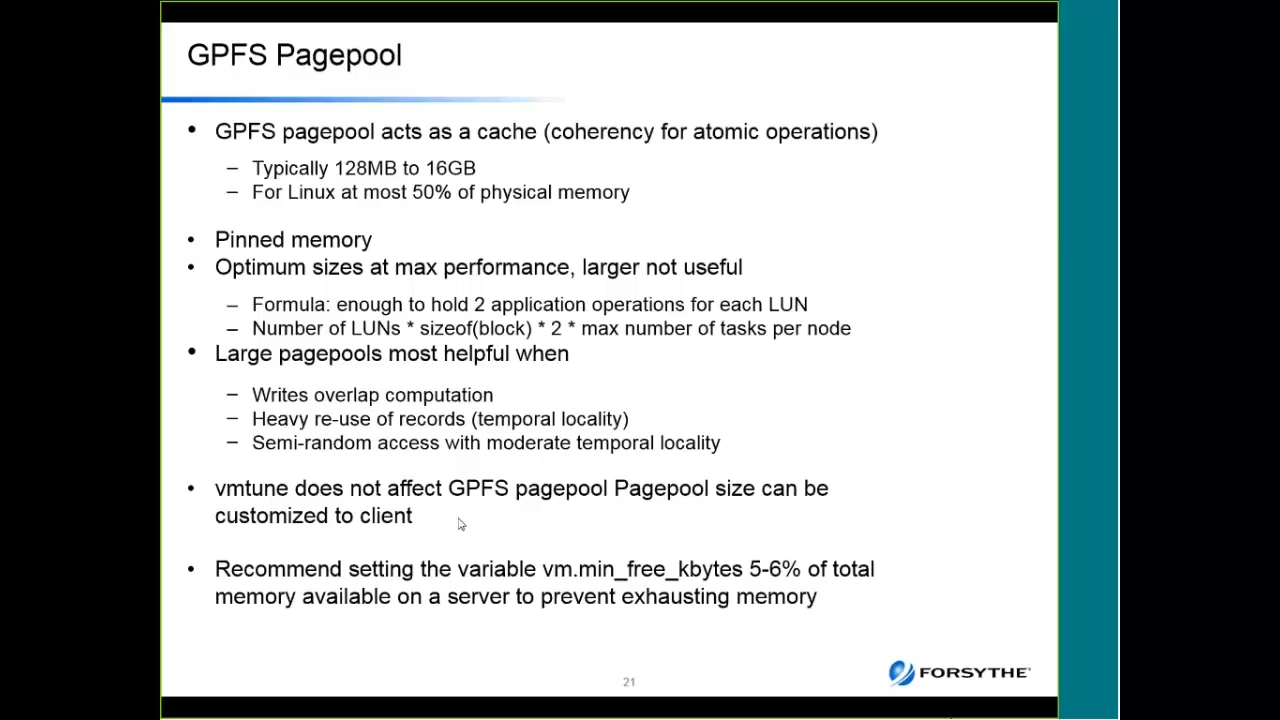 GPFS Pagepool
• GPFS pagepool acts as a cache (coherency for atomic operations)
– Typically 128MB to 16GB
– For Linux at most 50% of physical memory
• Pinned memory
• Optimum sizes at max performance, larger not useful
– Formula: enough to hold 2 application operations for each LUN
– Number of LUNs * sizeof(block) * 2 * max number of tasks per node
• Large pagepools most helpful when
– Writes overlap computation
– Heavy re-use of records (temporal locality)
– Semi-random access with moderate temporal locality
• vmtune does not affect GPFS pagepool Pagepool size can be
customized to client
• Recommend setting the variable vm.min_free_kbytes 5-6% of total
memory available on a server to prevent exhausting memory
21
FORSYTHE